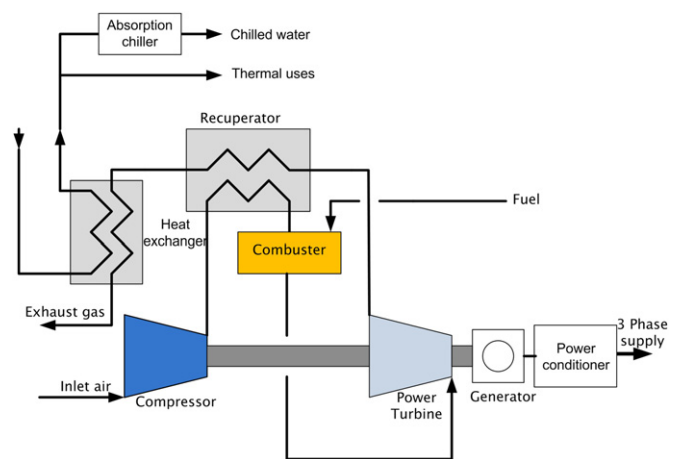 Absorption
chiller
Chilled water
Thermal uses
Recuperator
Heat
exchanger
Fuel
Combuster
Exhaust gas
3 Phase
supply
Power
conditioner
Inlet air
Compressor
Power
Turbine
Generator